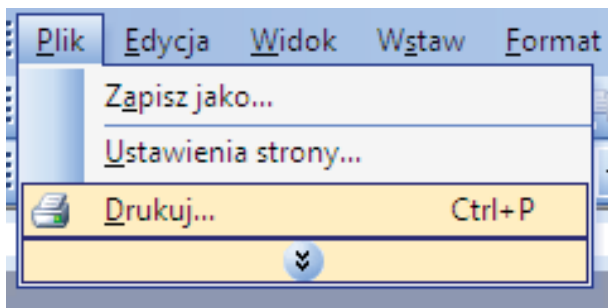 Plik Edycja Widok Wstaw Format
Zapisz jako...
Ustawienia strony...
Drukuj... Ctrl+P